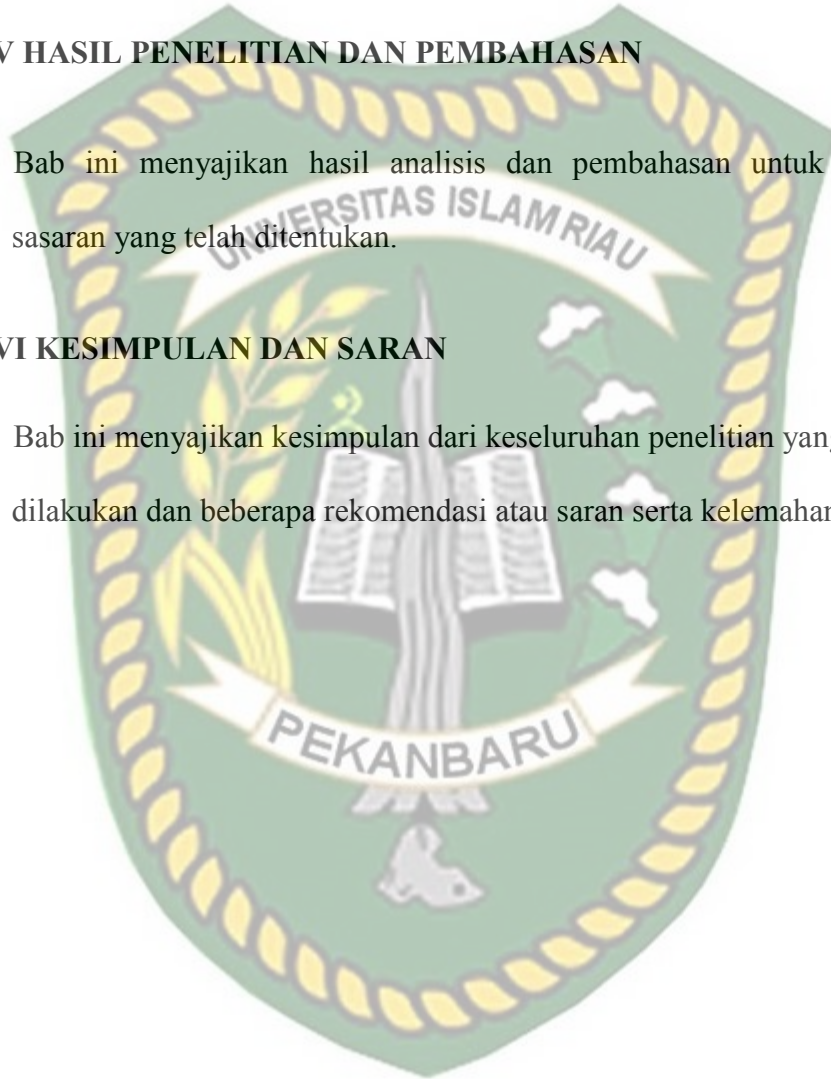 V HASIL PENELITIAN DAN PEMBAHASAN
Bab ini menyajikan hasil analisis dan pembahasan untuk
sasaran yang telah ditentukan.
UNIVERSITAS ISLAM RIAU
VI KESIMPULAN DAN SARAN
Bab ini menyajikan kesimpulan dari keseluruhan penelitian yang
dilakukan dan beberapa rekomendasi atau saran serta kelemahan
PEKANBARU